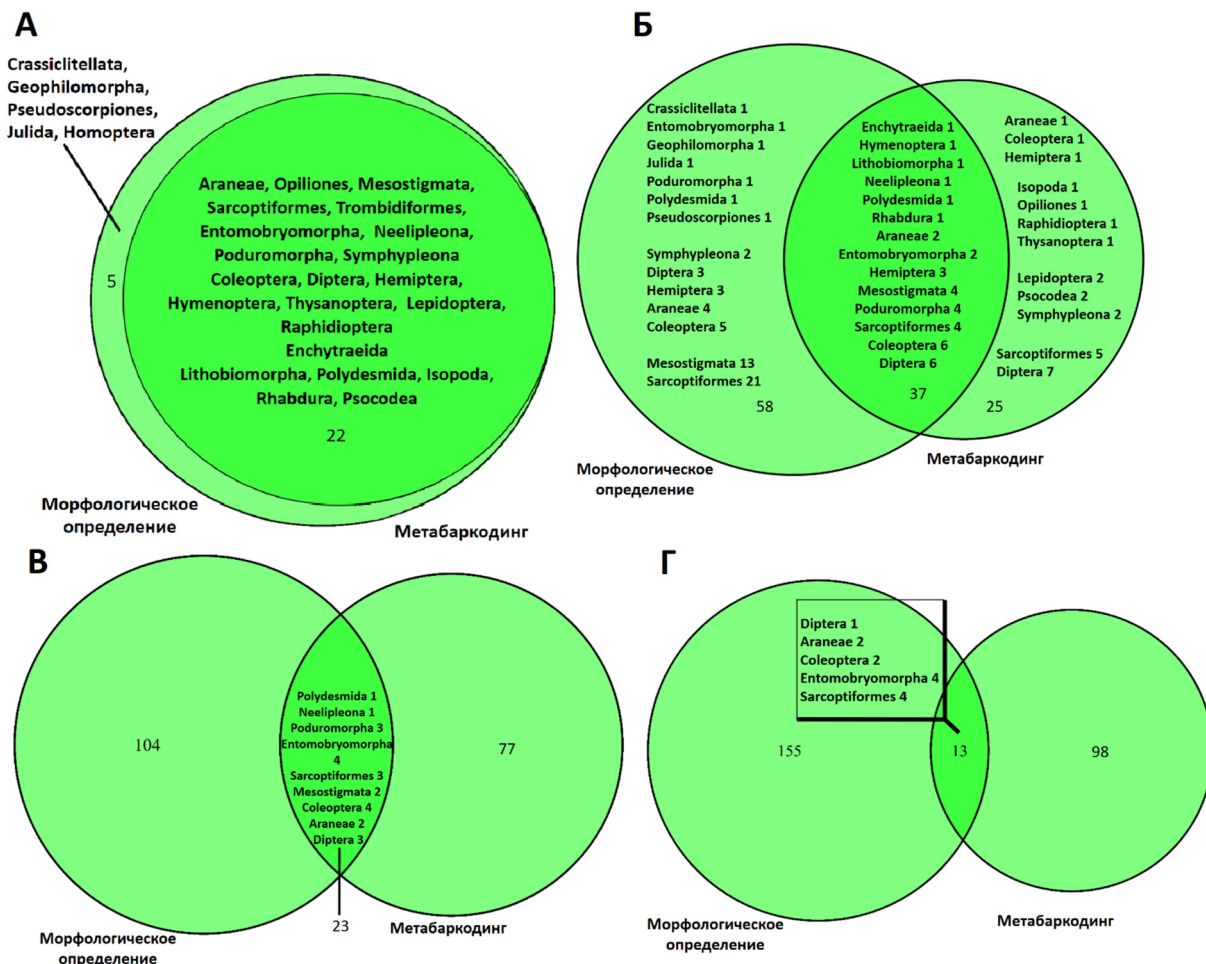 А
Crassiclitellata,
Geophilomorpha,
Pseudoscorpiones,
Julida, Homoptera
5
Araneae, Opiliones, Mesostigmata,
Sarcoptiformes, Trombidiformes,
Entomobryomorpha, Neelipleona,
Poduromorpha, Symphypleona
Coleoptera, Diptera, Hemiptera,
Hymenoptera, Thysanoptera, Lepidoptera,
Raphidioptera
Enchytraeida
Lithobiomorpha, Polydesmida, Isopoda,
Rhabdura, Psocodea
22
Морфологическое
определение
Метабаркодинг
Б
Crassiclitellata 1
Entomobryomorpha 1
Geophilomorpha 1
Julida 1
Poduromorpha 1
Polydesmida 1
Pseudoscorpiones 1
Symphypleona 2
Diptera 3
Hemiptera 3
Araneae 4
Coleoptera 5
Mesostigmata 13
Sarcoptiformes 21
58
Enchytraeida 1
Hymenoptera 1
Lithobiomorpha 1
Neelipleona 1
Polydesmida 1
Rhabdura 1
Araneae 2
Entomobryomorpha 2
Hemiptera 3
Mesostigmata 4
Poduromorpha 4
Sarcoptiformes 4
Coleoptera 6
Diptera 6
37
Araneae 1
Coleoptera 1
Hemiptera 1
Isopoda 1
Opiliones 1
Raphidioptera 1
Thysanoptera 1
Lepidoptera 2
Psocodea 2
Symphypleona 2
Sarcoptiformes 5
Diptera 7
25
Морфологическое
определение
Метабаркодинг
В
104
Polydesmida 1
Neelipleona 1
Poduromorpha 3
Entomobryomorpha
4
Sarcoptiformes 3
Mesostigmata 2
Coleoptera 4
Araneae 2
Diptera 3
23
77
Морфологическое
определение
Метабаркодинг
Г
Diptera 1
Araneae 2
Coleoptera 2
Entomobryomorpha 4
Sarcoptiformes 4
155
13
98
Морфологическое
определение
Метабаркодинг